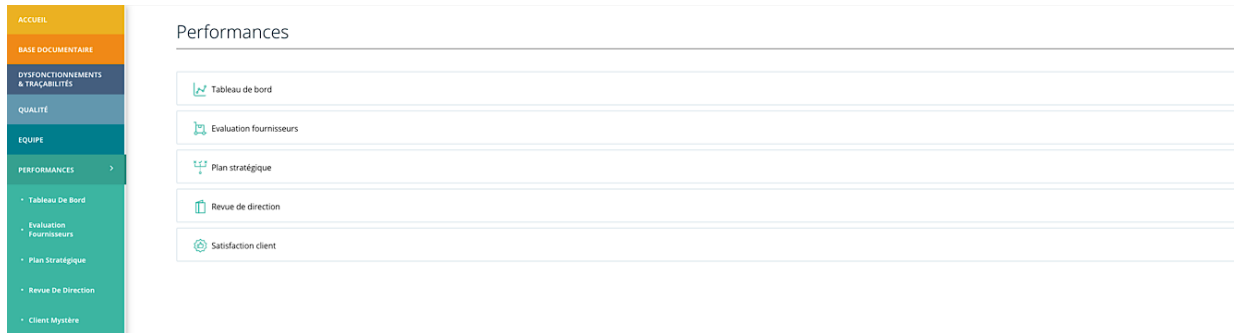 ACCUEIL
BASE DOCUMENTAIRE
DYSFONCTIONNEMENTS
& TRAÇABILITÉS
QUALITÉ
EQUIPE
PERFORMANCES
Tableau De Bord
Evaluation
Fournisseurs
Plan Stratégique
Revue De Direction
Client Mystère
Performances
Tableau de bord
Evaluation fournisseurs
Plan stratégique
Revue de direction
Satisfaction client